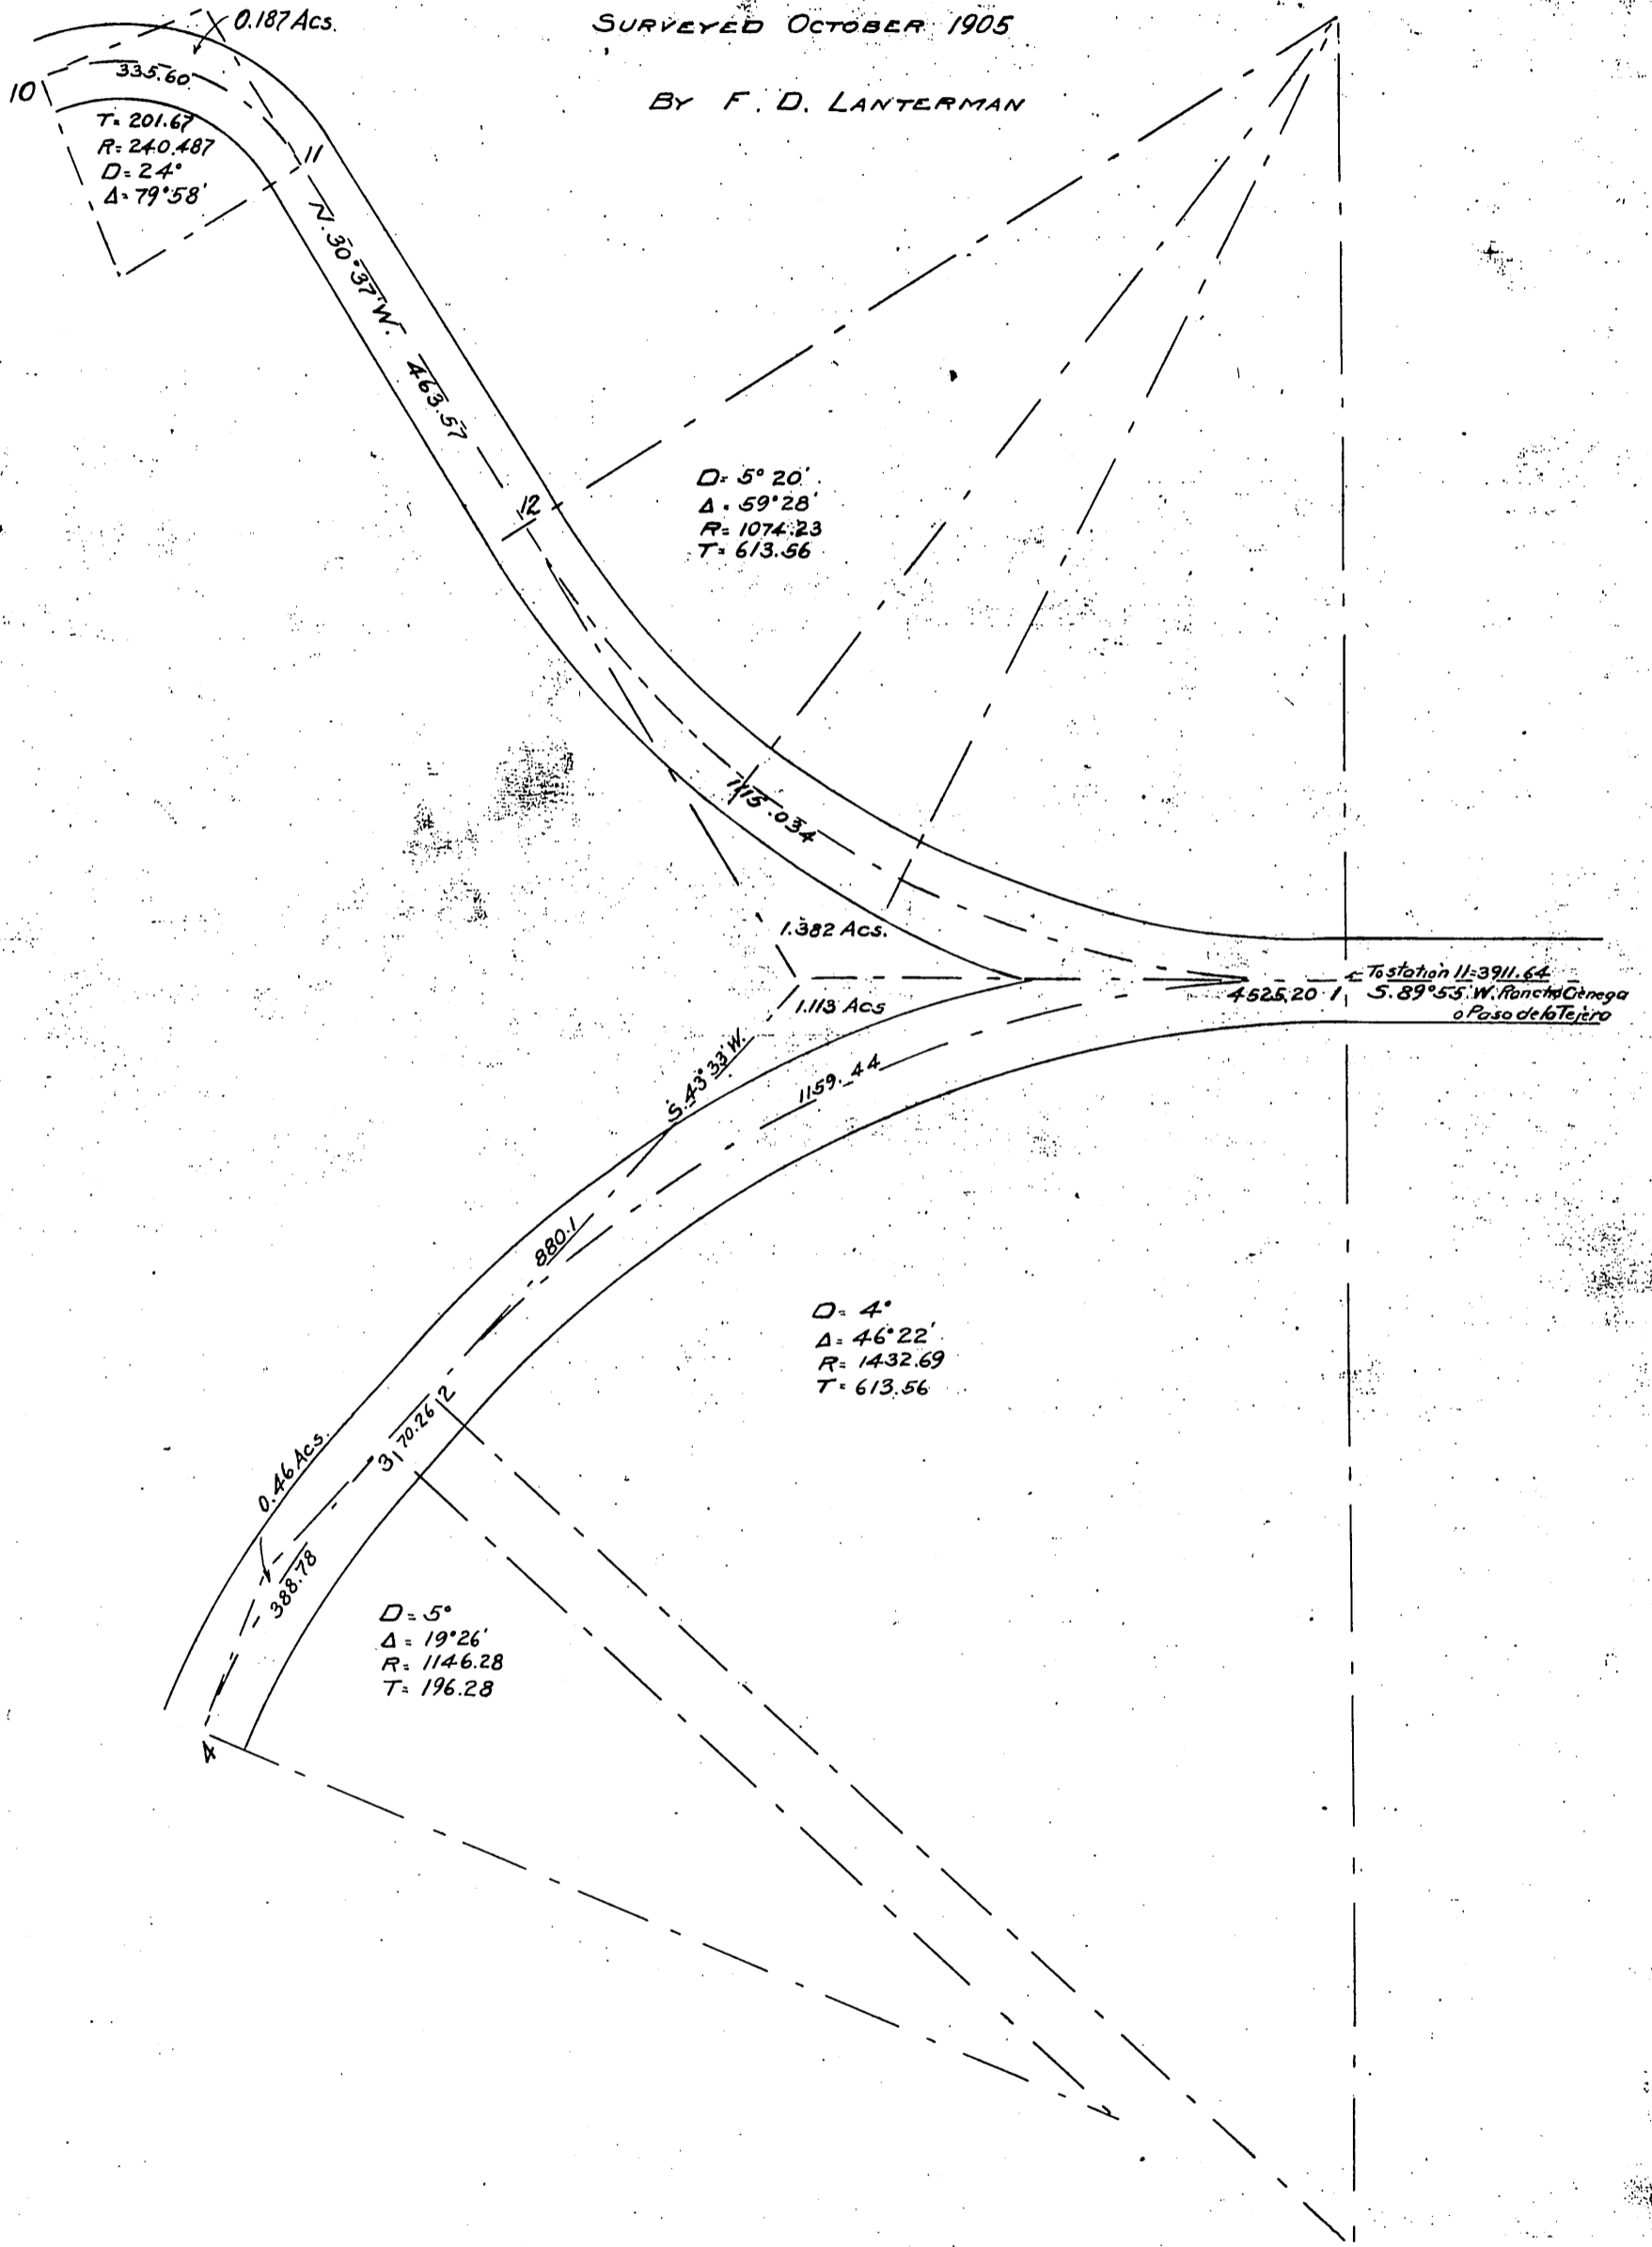 SURVEYED OCTOBER 1905
BY F. D. LANTERMAN
0.187 Acs.
335.60
10
T= 201.67
R= 240.487
D= 24°
Δ= 79°58'
11
N. 30°37' W. 463.57
12
D= 5° 20'
Δ= 59°28'
R= 1074.23
T= 613.56
715.034
1.382 Acs.
1.113 Acs
To station 11=3911.64
4525.20 1 S. 89°55' W. Rancho Cienega
o Paso de la Tejero
S. 43°33' W.
1159.44
880.1
D= 4°
Δ= 46°22'
R= 1432.69
T= 613.56
2
70.26
3
0.46 Acs.
388.78
D= 5°
Δ= 19°26'
R= 1146.28
T= 196.28
4